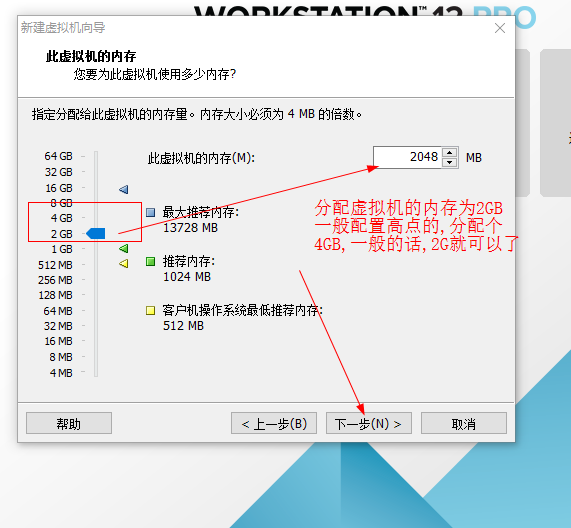 WORKSTATION™ 12 PRO
新建虚拟机向导
此虚拟机的内存
您要为此虚拟机使用多少内存?
指定分配给此虚拟机的内存量。内存大小必须为 4 MB 的倍数。
64 GB
32 GB
16 GB
8 GB
4 GB
2 GB
1 GB
512 MB
256 MB
128 MB
64 MB
32 MB
16 MB
8 MB
4 MB
此虚拟机的内存(M): 2048 MB
最大推荐内存:
13728 MB
推荐内存:
1024 MB
客户机操作系统最低推荐内存:
512 MB
分配虚拟机的内存为2GB
一般配置高点的,分配个
4GB,一般的话,2G就可以了
帮助
< 上一步(B)
下一步(N) >
取消